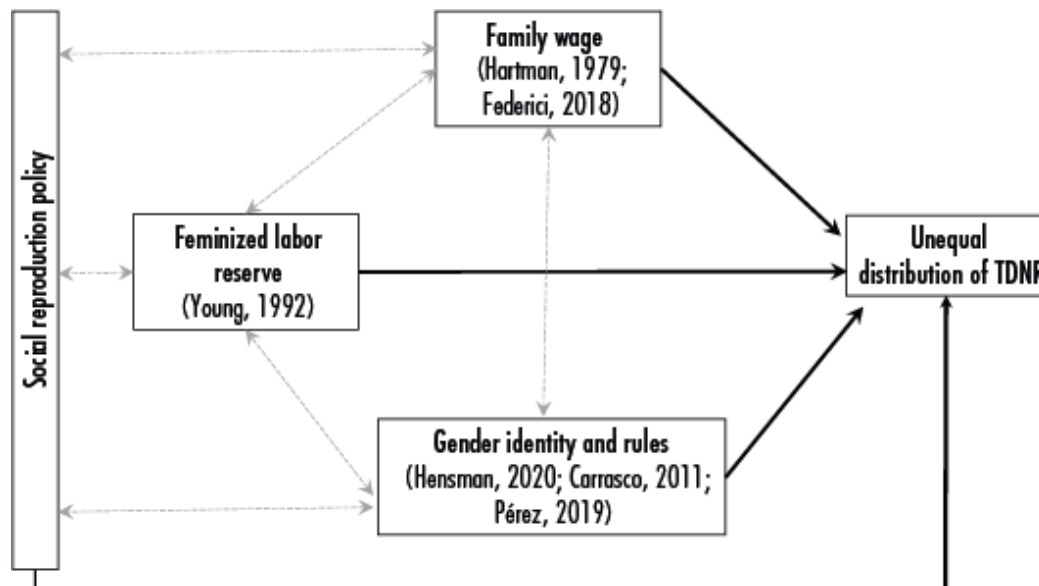 Social reproduction policy
Family wage
(Hartman, 1979;
Federici, 2018)
Feminized labor
reserve
(Young, 1992)
Unequal
distribution of TDNR
Gender identity and rules
(Hensman, 2020; Carrasco, 2011;
Pérez, 2019)